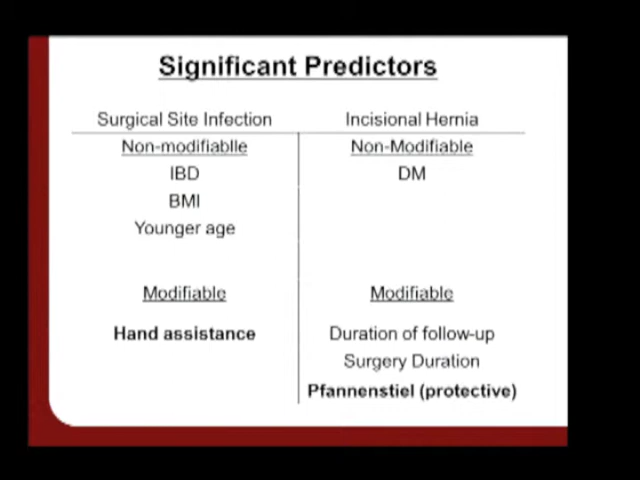 Significant Predictors
Surgical Site Infection
Non-modifiablle
IBD
BMI
Younger age
Modifiable
Hand assistance
Incisional Hernia
Non-Modifiable
DM
Modifiable
Duration of follow-up
Surgery Duration
Pfannenstiel (protective)